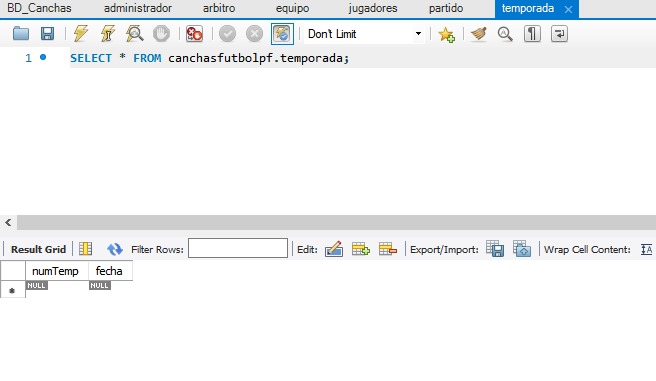 BD_Canchas administrador arbitro equipo jugadores partido temporada
Don't Limit
1 SELECT * FROM canchasfutbolpf.temporada;
Result Grid Filter Rows: Edit: Export/Import: Wrap Cell Content:
numTemp fecha
NULL NULL